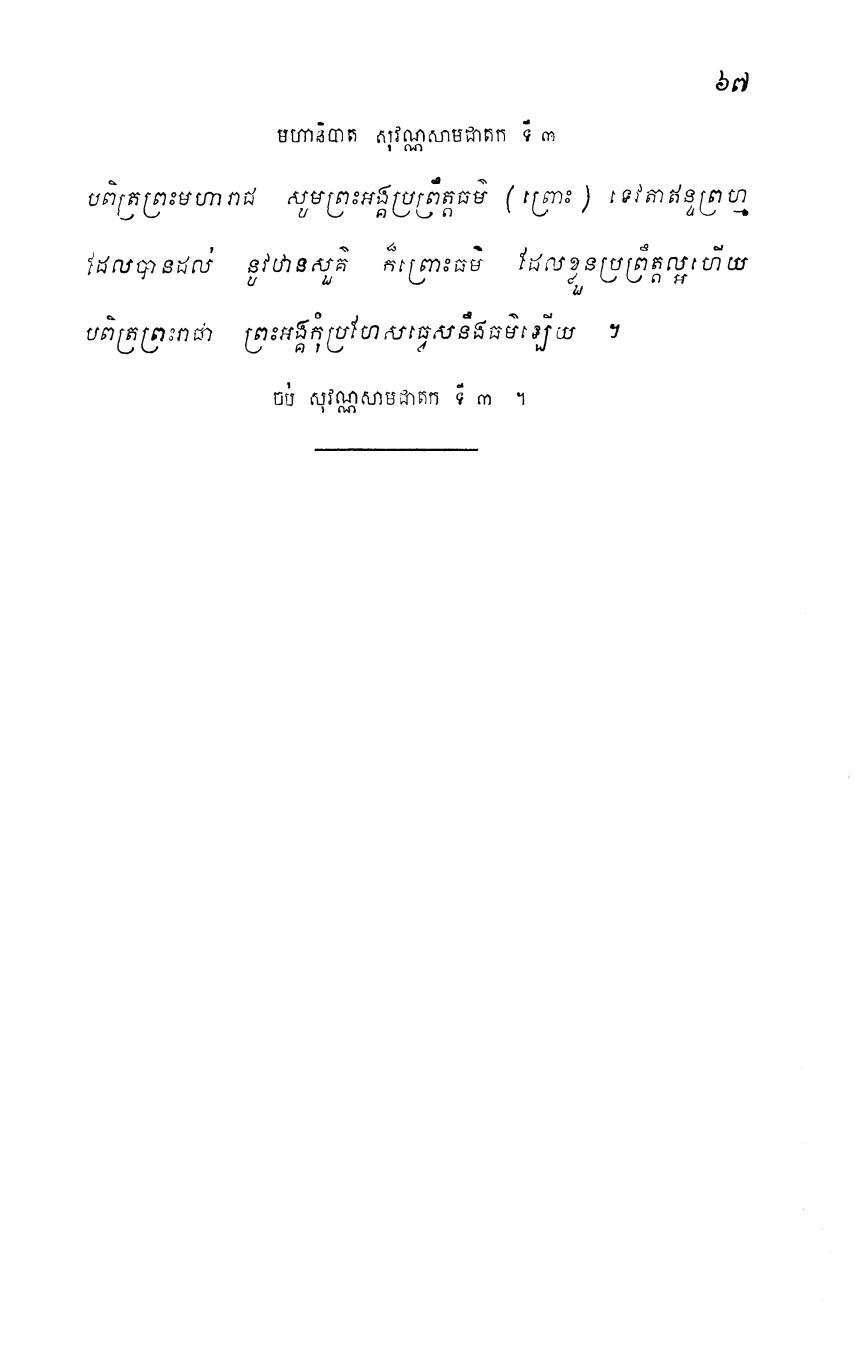 ៦៧
មហានិបាត សុវណ្ណសាមជាតក ទី ៣
បពិត្រព្រះមហារាជ សូមព្រះអង្គប្រព្រឹត្តធម៌ (ព្រោះ) ទេវតាឥន្ទព្រហ្ម
ដែលបានដល់ នូវឋានសួគ៌ ក៏ព្រោះធម៌ ដែលខ្លួនប្រព្រឹត្តល្អហើយ
បពិត្រព្រះរាជា ព្រះអង្គកុំប្រហែសធ្វេសនឹងធម៌ឡើយ ។
ចប់ សុវណ្ណសាមជាតក ទី ៣ ។